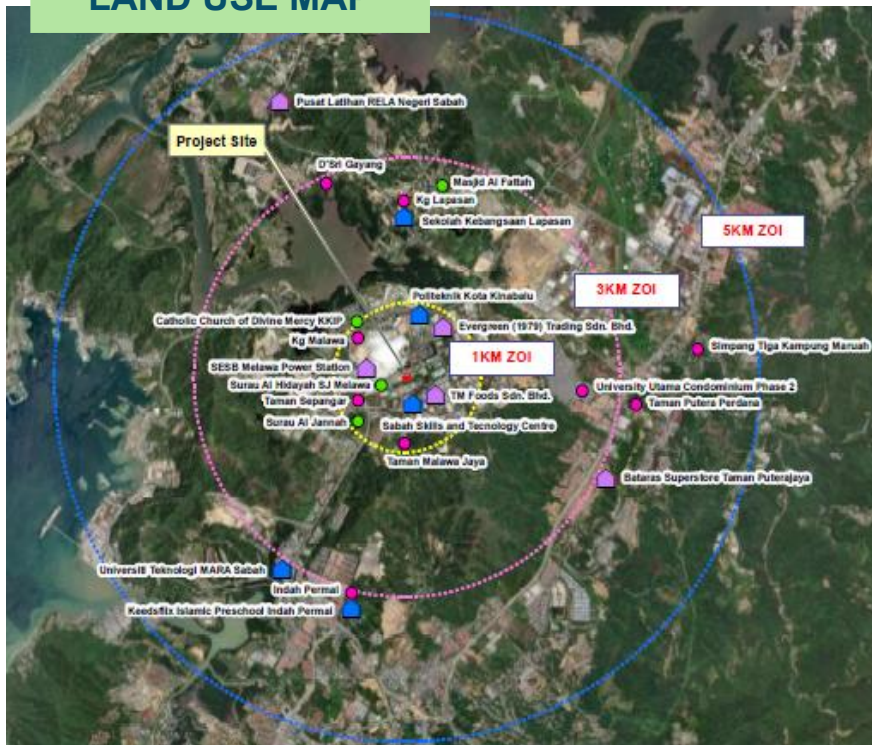 LAND USE MAP
Pusat Latihan RELA Negeri Sabah
Project Site
D'Sri Gayang
Masjid Al Fattah
Kg Lapasan
Sekolah Kebangsaan Lapasan
5KM ZOI
3KM ZOI
Politeknik Kota Kinabalu
Catholic Church of Divine Mercy KKIP
Evergreen (1979) Trading Sdn. Bhd.
Kg Malawa
1KM ZOI
Simpang Tiga Kampung Maruah
SESB Melawa Power Station
Surau Al Hidayah SJ Melawa
University Utama Condominium Phase 2
TM Foods Sdn. Bhd.
Taman Sepangar
Taman Putera Perdana
Surau Al Jannah
Sabah Skills and Tecnology Centre
Taman Malawa Jaya
Bataras Superstore Taman Puterajaya
Universiti Teknologi MARA Sabah
Indah Permai
Keedsflix Islamic Preschool Indah Permai